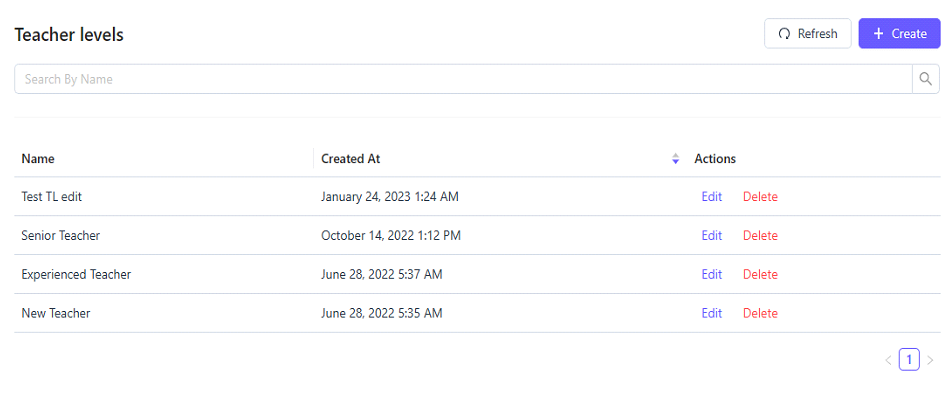 Teacher levels
Refresh
+ Create
Search By Name
Name Created At Actions
Test TL edit January 24, 2023 1:24 AM Edit Delete
Senior Teacher October 14, 2022 1:12 PM Edit Delete
Experienced Teacher June 28, 2022 5:37 AM Edit Delete
New Teacher June 28, 2022 5:35 AM Edit Delete
< 1 >